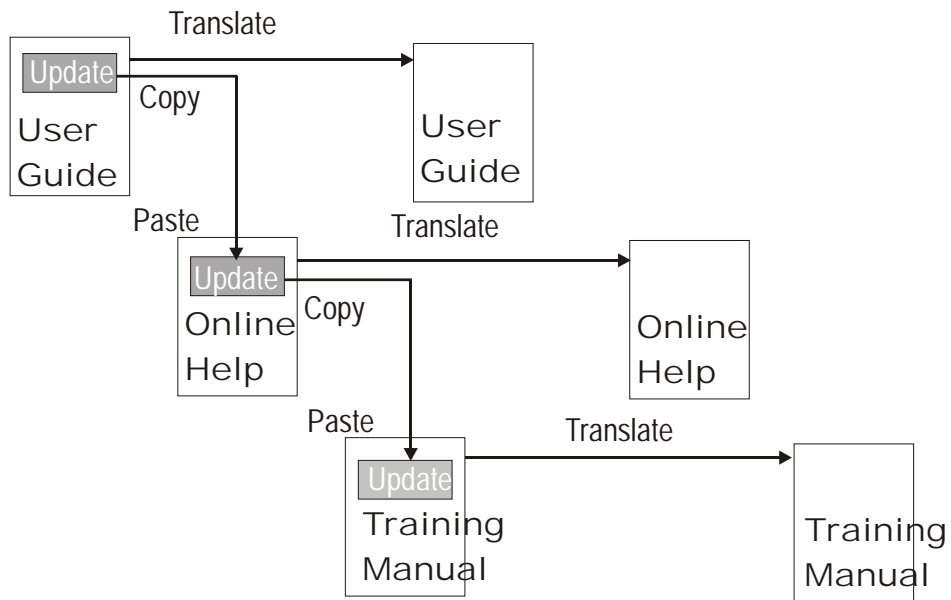 Translate
Update
Copy
User
Guide
User
Guide
Paste
Translate
Update
Copy
Online
Help
Online
Help
Paste
Translate
Update
Training
Manual
Training
Manual